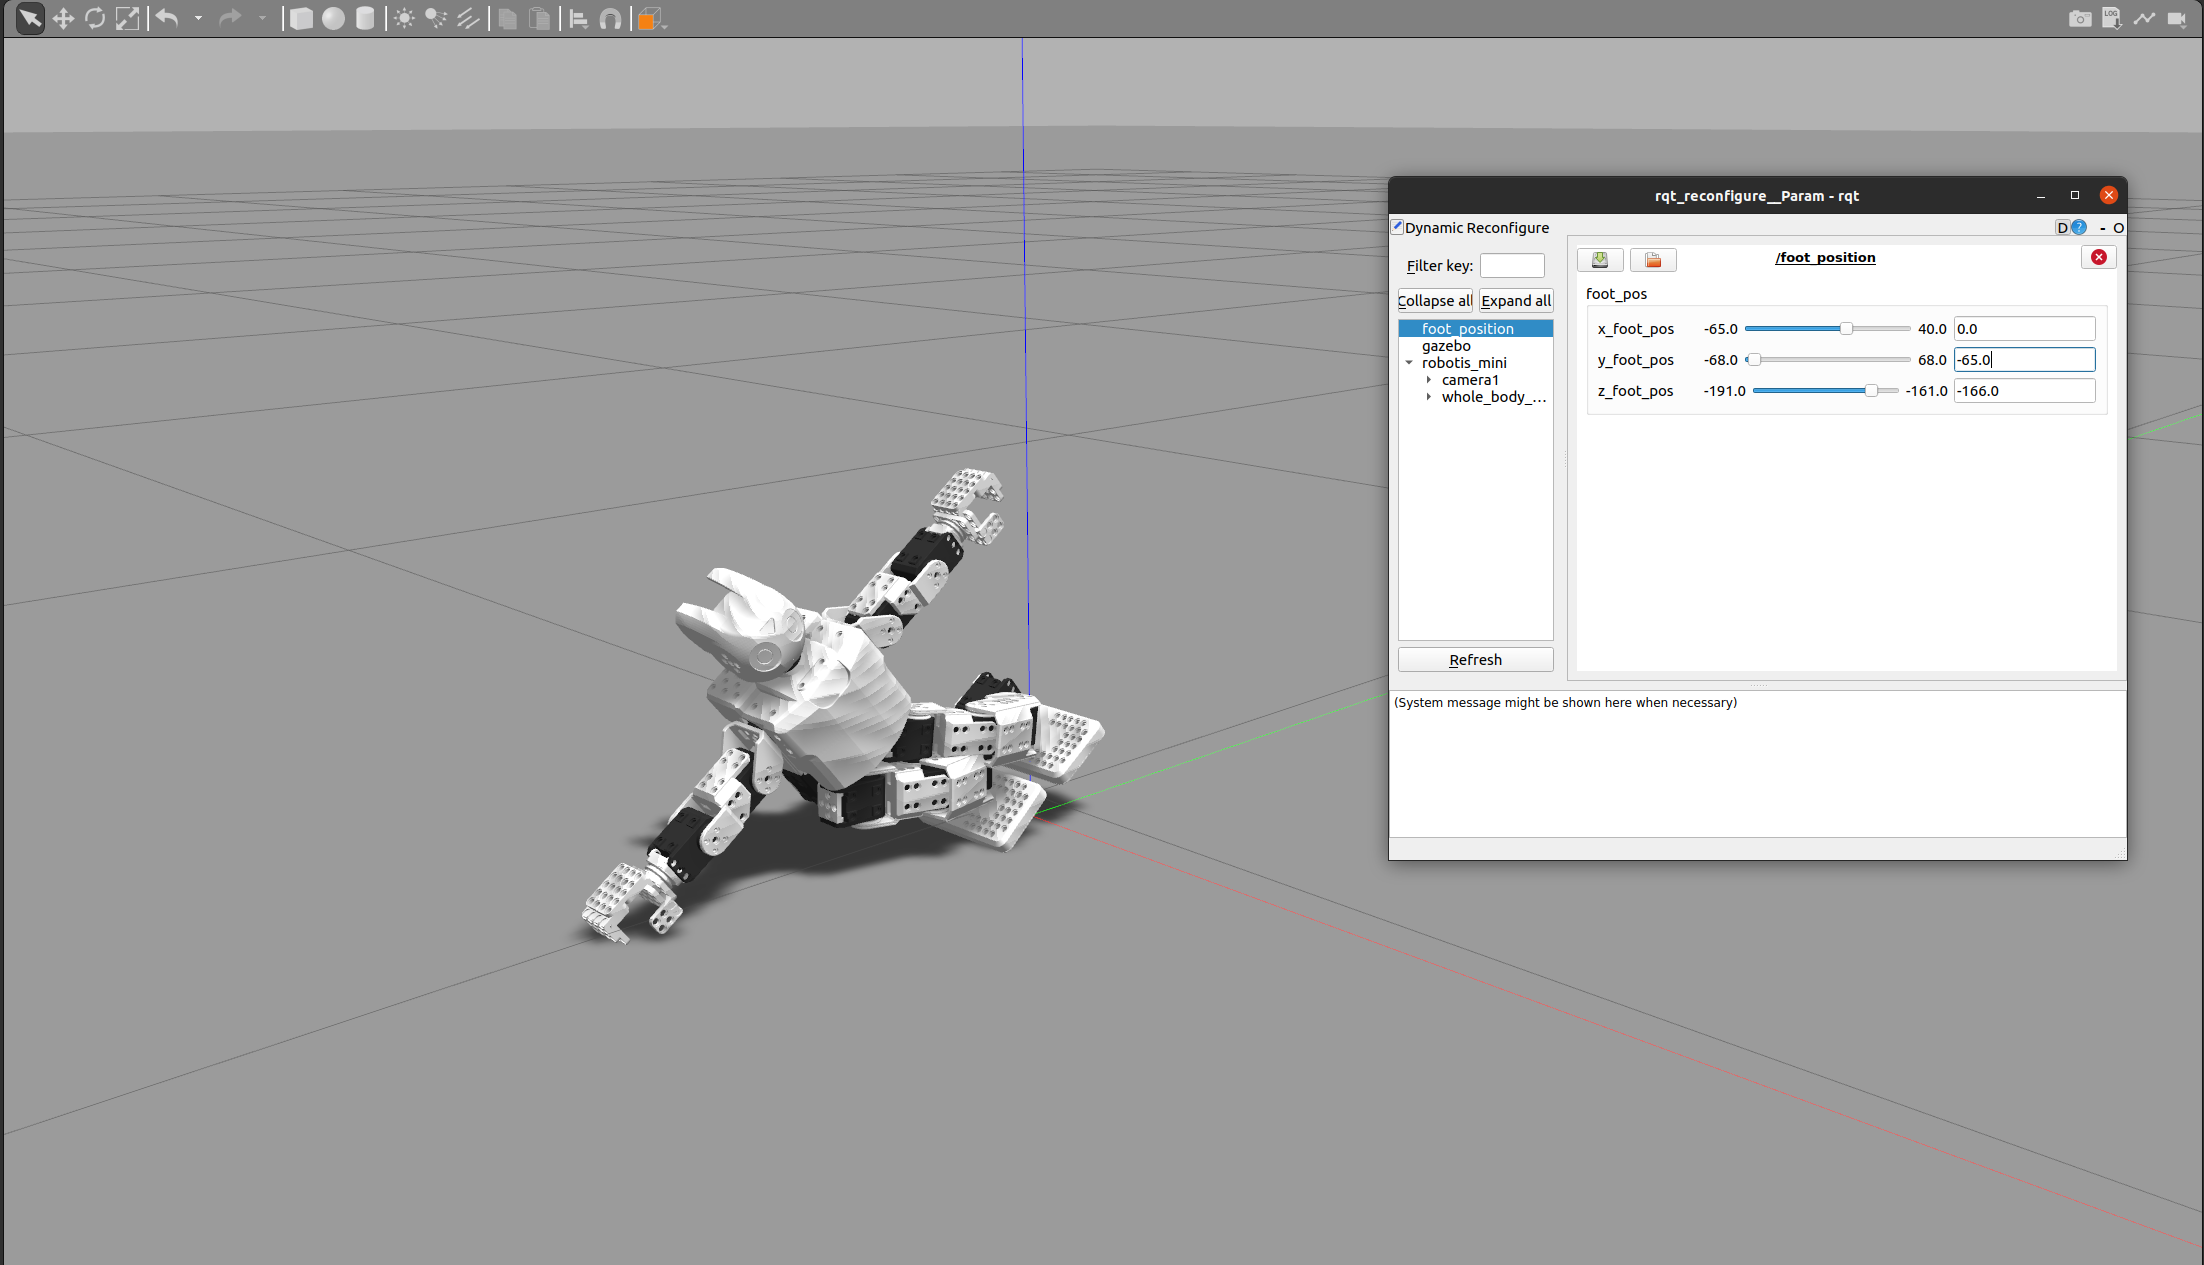 LOG
rqt_reconfigure__Param - rqt
Dynamic Reconfigure
D ? - O
Filter key:
/foot_position
Collapse all Expand all
foot_pos
foot_position
gazebo
robotis_mini
camera1
whole_body_...
x_foot_pos -65.0 40.0 0.0
y_foot_pos -68.0 68.0 -65.0
z_foot_pos -191.0 -161.0 -166.0
Refresh
(System message might be shown here when necessary)